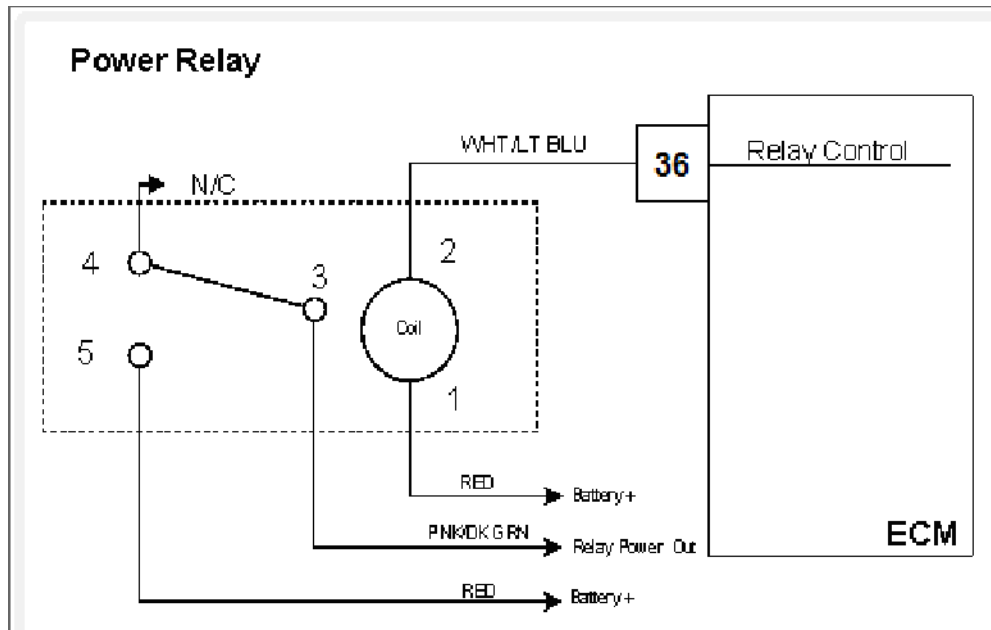 Power Relay
WHT/LT BLU
36
Relay Control
N/C
4
3
2
Coil
5
1
RED
Battery+
PNK/DK GRN
Relay Power Out
ECM
RED
Battery+